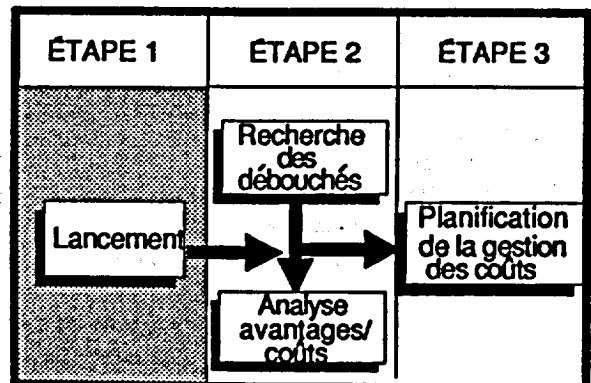 ÉTAPE 1
ÉTAPE 2
ÉTAPE 3
Recherche
des
débouchés
Lancement
Planification
de la gestion
des coûts
Analyse
avantages/
coûts